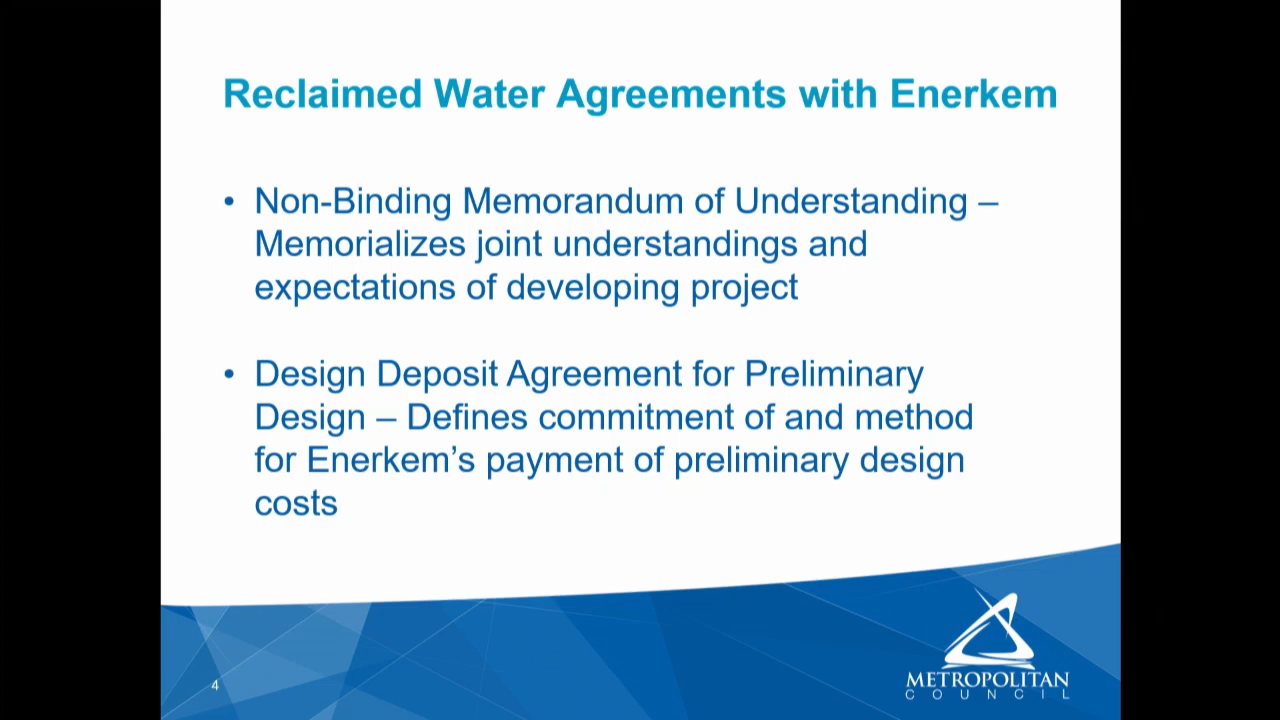 Reclaimed Water Agreements with Enerkem
• Non-Binding Memorandum of Understanding –
Memorializes joint understandings and
expectations of developing project
• Design Deposit Agreement for Preliminary
Design – Defines commitment of and method
for Enerkem’s payment of preliminary design
costs
4
METROPOLITAN
COUNCIL